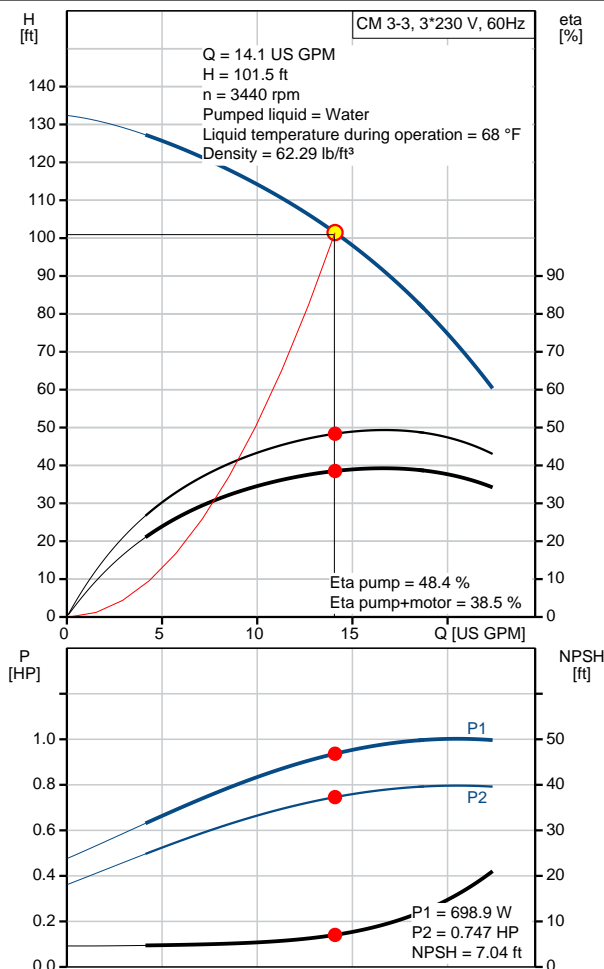 H
[ft]
CM 3-3, 3*230 V, 60Hz
eta
[%]
Q = 14.1 US GPM
H = 101.5 ft
n = 3440 rpm
Pumped liquid = Water
Liquid temperature during operation = 68 °F
Density = 62.29 lb/ft³
140
130
120
110
100
90
80
70
60
50
40
30
20
10
0
90
80
70
60
50
40
30
20
10
0
Eta pump = 48.4 %
Eta pump+motor = 38.5 %
0
5
10
15
Q [US GPM]
P
[HP]
NPSH
[ft]
1.0
0.8
0.6
0.4
0.2
0.0
50
40
30
20
10
0
P1
P2
P1 = 698.9 W
P2 = 0.747 HP
NPSH = 7.04 ft